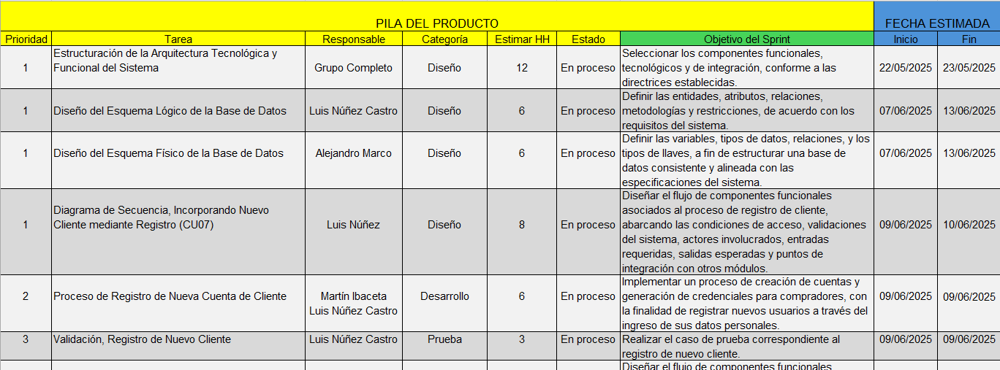 PILA DEL PRODUCTO
FECHA ESTIMADA
Prioridad Tarea Responsable Categoría Estimar HH Estado Objetivo del Sprint Inicio Fin
Estructuración de la Arquitectura Tecnológica y
Funcional del Sistema
1 Grupo Completo Diseño 12 En proceso
Seleccionar los componentes funcionales,
tecnológicos y de integración, conforme a las
directrices establecidas.
22/05/2025 23/05/2025
1 Diseño del Esquema Lógico de la Base de Datos Luis Núñez Castro Diseño 6 En proceso
Definir las entidades, atributos, relaciones,
metodologías y restricciones, de acuerdo con los
requisitos del sistema.
07/06/2025 13/06/2025
1 Diseño del Esquema Físico de la Base de Datos Alejandro Marco Diseño 6 En proceso
Definir las variables, tipos de datos, relaciones, y los
tipos de llaves, a fin de estructurar una base de
datos consistente y alineada con las
especificaciones del sistema.
07/06/2025 13/06/2025
Diagrama de Secuencia, Incorporando Nuevo
Cliente mediante Registro (CU07)
1 Luis Núñez Diseño 8 En proceso
Diseñar el flujo de componentes funcionales
asociados al proceso de registro de cliente,
abarcando las condiciones de acceso, validaciones
del sistema, actores involucrados, entradas
requeridas, salidas esperadas y puntos de
integración con otros módulos.
09/06/2025 10/06/2025
2 Proceso de Registro de Nueva Cuenta de Cliente
Martín Ibaceta
Luis Núñez Castro
Desarrollo 6 En proceso
Implementar un proceso de creación de cuentas y
generación de credenciales para compradores, con
la finalidad de registrar nuevos usuarios a través del
ingreso de sus datos personales.
09/06/2025 09/06/2025
3 Validación, Registro de Nuevo Cliente Luis Núñez Castro Prueba 3 En proceso
Realizar el caso de prueba correspondiente al
registro de nuevo cliente.
09/06/2025 09/06/2025
Diseñar el flujo de componentes funcionales